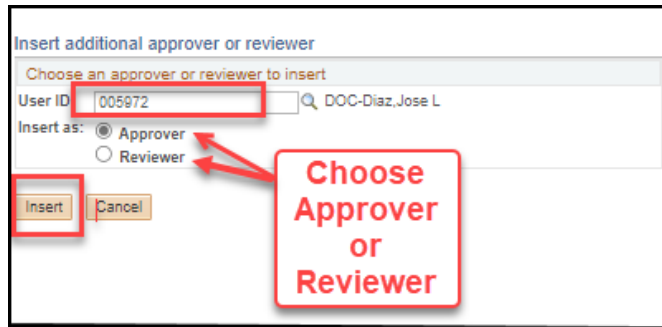 Insert additional approver or reviewer
Choose an approver or reviewer to insert
User ID 005972 DOC-Diaz,Jose L
Insert as: Approver
Reviewer
Insert Cancel
Choose
Approver
or
Reviewer